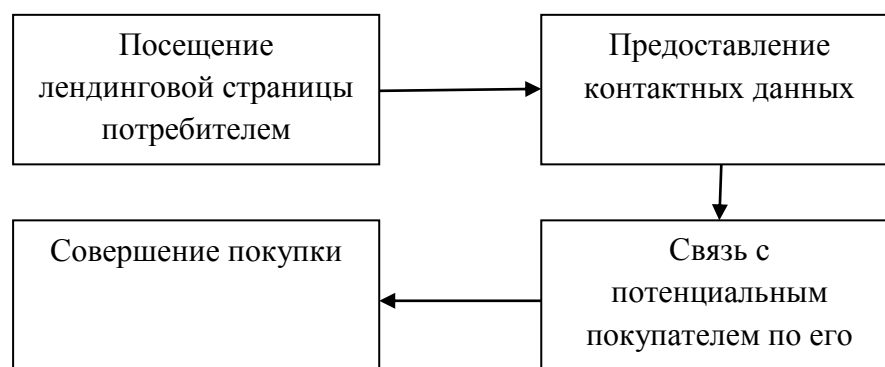 Посещение
лендинговой страницы
потребителем
Предоставление
контактных данных
Связь с
потенциальным
покупателем по его
Совершение покупки